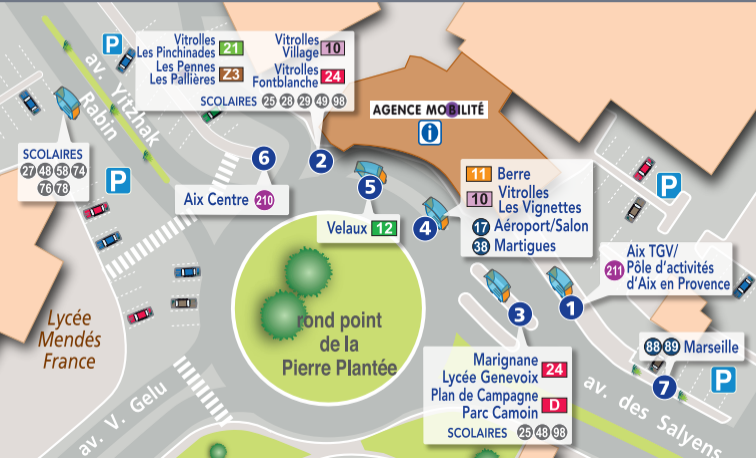 P
av. Yitzhak
Rabin
Vitrolles
Les Pinchinades 21
Les Pennes
Les Pallières Z3
Vitrolles
Village 10
Vitrolles
Fontblanche 24
SCOLAIRES 25 28 29 49 98
AGENCE MOBILITÉ
i
SCOLAIRES
27 48 58 74
76 78
P
6
2
5
4
Aix Centre 210
Velaux 12
11 Berre
10 Vitrolles
Les Vignettes
17 Aéroport/Salon
38 Martigues
P
Aix TGV/
211 Pôle d'activités
d'Aix en Provence
1
3
Lycée
Mendés
France
rond point
de la
Pierre Plantée
88 89 Marseille
7
P
Marignane
Lycée Genevoix 24
Plan de Campagne
Parc Camoin D
SCOLAIRES 25 48 98
av. V. Gelu
av. des Salyens